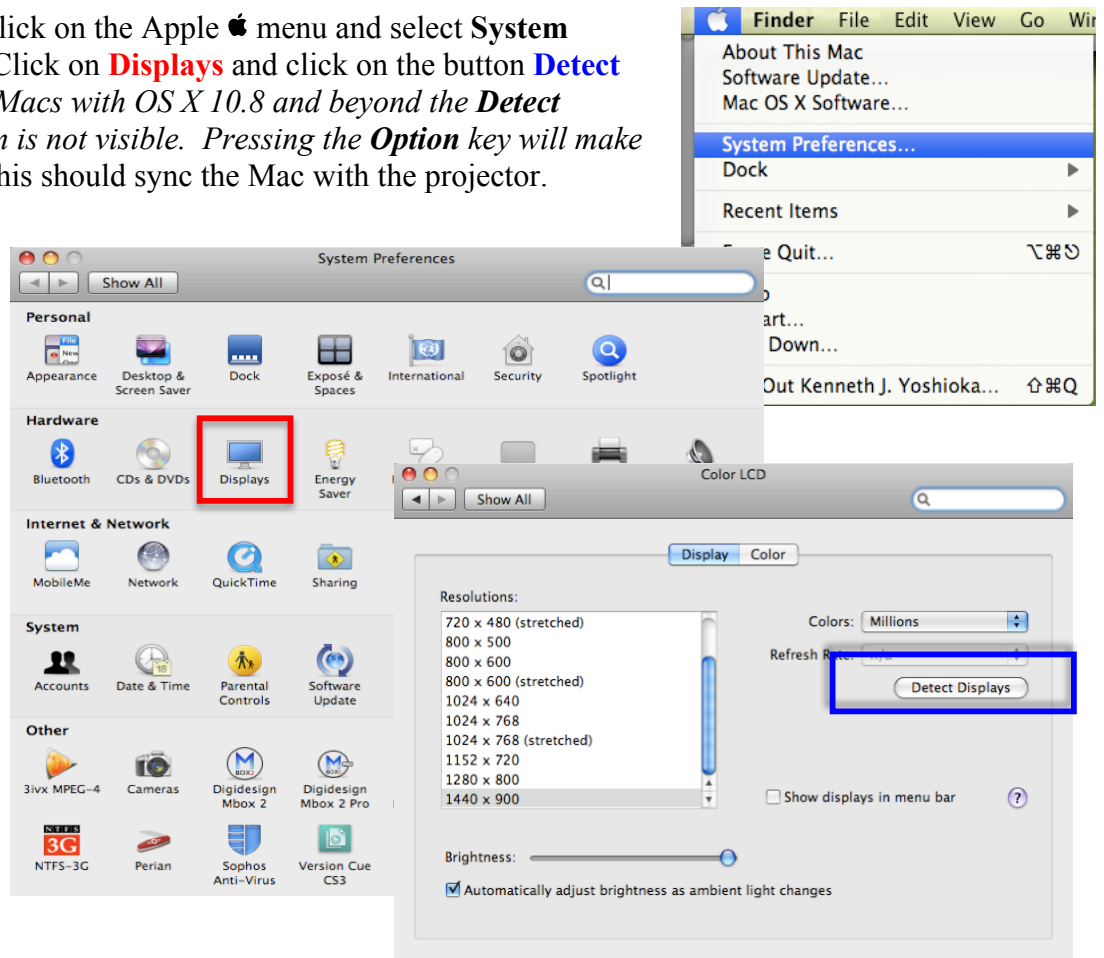 lick on the Apple menu and select System
Click on Displays and click on the button Detect
Macs with OS X 10.8 and beyond the Detect
is not visible. Pressing the Option key will make
his should sync the Mac with the projector.
Finder File Edit View Go
About This Mac
Software Update...
Mac OS X Software...
System Preferences...
Dock
Recent Items
e Quit... ⌥⌘⎋
art...
Down...
Out Kenneth J. Yoshioka... ⇧⌘Q
System Preferences
Show All
Personal
File
New
Appearance
Desktop & Screen Saver
Dock
Exposé & Spaces
International
Security
Spotlight
Hardware
Bluetooth
CDs & DVDs
Displays
Energy Saver
Internet & Network
MobileMe
Network
QuickTime
Sharing
System
18
Accounts
Date & Time
Parental Controls
Software Update
Other
BOX2
3ivx MPEG-4
Cameras
Digidesign Mbox 2
Digidesign Mbox 2 Pro
NTFS
3G
NTFS-3G
Perian
Sophos Anti-Virus
Version Cue CS3
Color LCD
Show All
Display Color
Resolutions:
720 x 480 (stretched)
800 x 500
800 x 600
800 x 600 (stretched)
1024 x 640
1024 x 768
1024 x 768 (stretched)
1152 x 720
1280 x 800
1440 x 900
Colors: Millions
Refresh Rate: n/a
Detect Displays
Show displays in menu bar ?
Brightness:
Automatically adjust brightness as ambient light changes